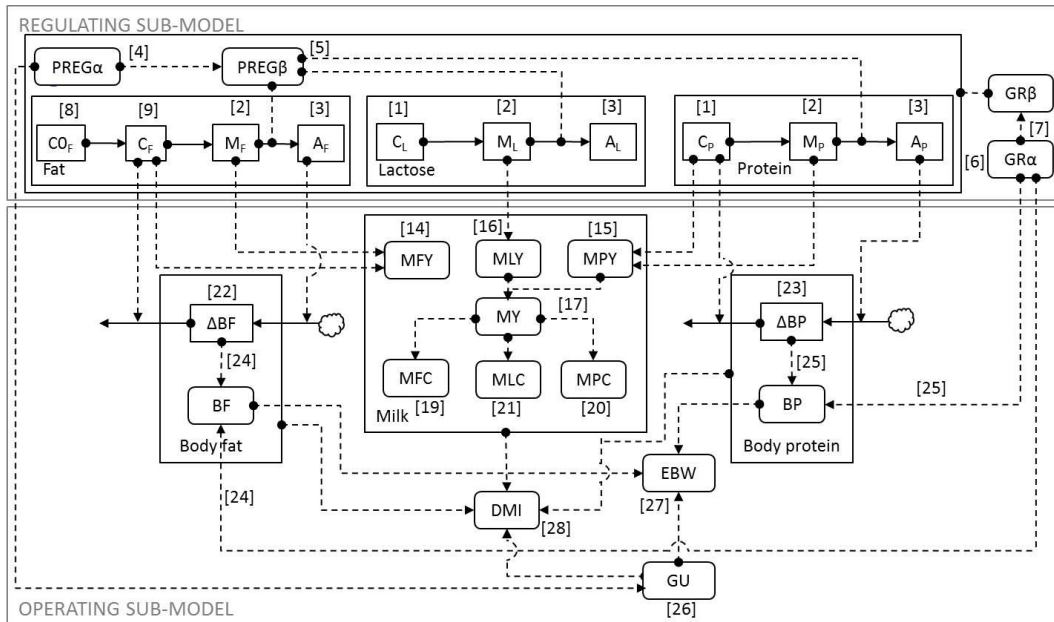 REGULATING SUB-MODEL
PREGα [4] PREGβ [5]
GRβ
[8] [9] [2] [3] [1] [2] [3] [1] [2] [3]
[7]
C0F CF MF AF CL ML AL CP MP AP
[6] GRα
Fat Lactose Protein
[14] [16] [15]
MFY MLY MPY
[22] [23]
ΔBF MY [17] ΔBP
[24] [25]
MFC MLC MPC
[25]
BF [19] [21] [20] BP
Milk
Body fat Body protein
EBW
[24] [27]
DMI [28]
GU
OPERATING SUB-MODEL [26]